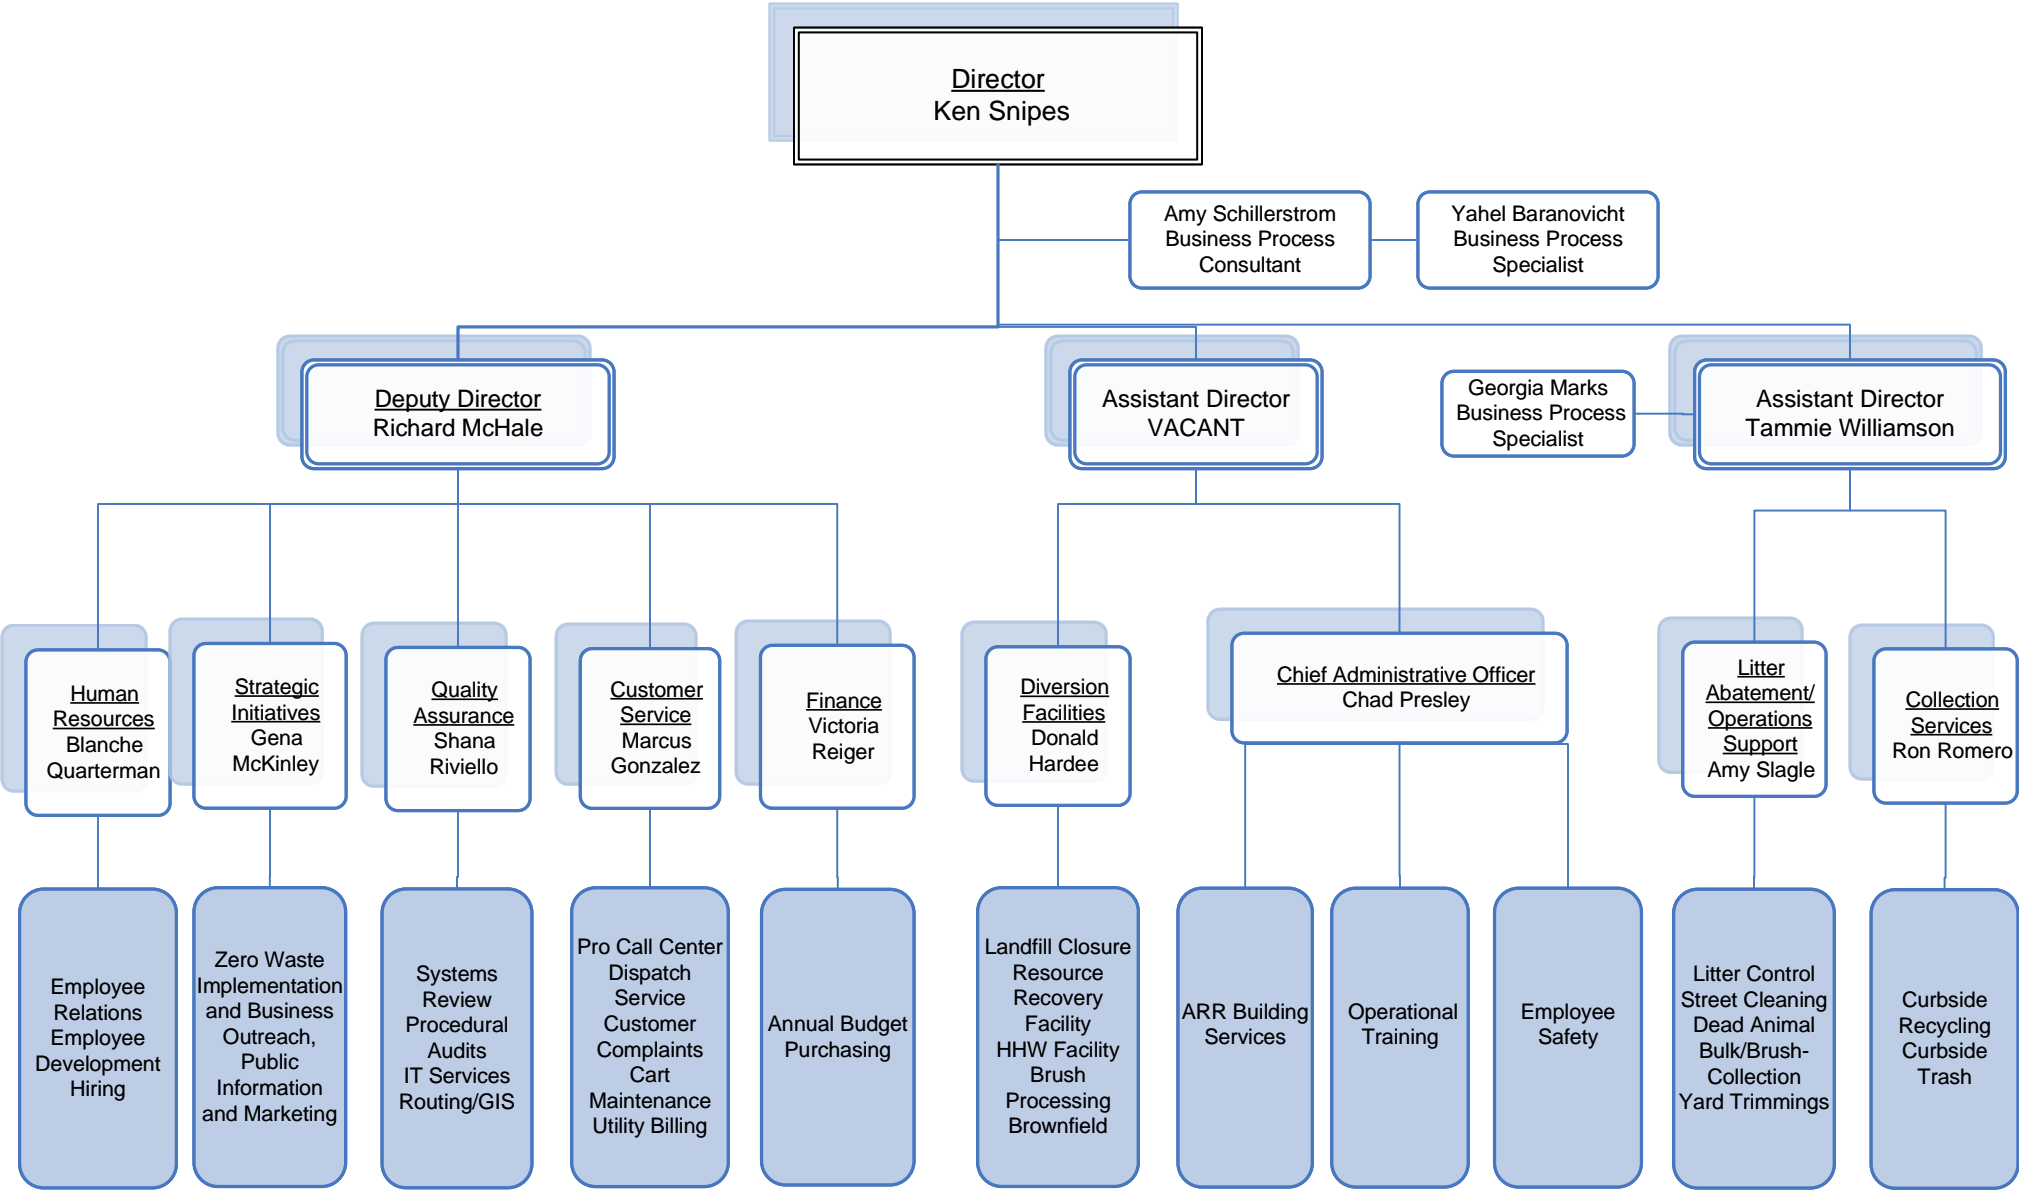 Director
Ken Snipes
Amy Schillerstrom
Business Process
Consultant
Yahel Baranovicht
Business Process
Specialist
Deputy Director
Richard McHale
Assistant Director
VACANT
Georgia Marks
Business Process
Specialist
Assistant Director
Tammie Williamson
Human
Resources
Blanche
Quarterman
Strategic
Initiatives
Gena
McKinley
Quality
Assurance
Shana
Riviello
Customer
Service
Marcus
Gonzalez
Finance
Victoria
Reiger
Diversion
Facilities
Donald
Hardee
Chief Administrative Officer
Chad Presley
Litter
Abatement/
Operations
Support
Amy Slagle
Collection
Services
Ron Romero
Employee
Relations
Employee
Development
Hiring
Zero Waste
Implementation
and Business
Outreach,
Public
Information
and Marketing
Systems
Review
Procedural
Audits
IT Services
Routing/GIS
Pro Call Center
Dispatch
Service
Customer
Complaints
Cart
Maintenance
Utility Billing
Annual Budget
Purchasing
Landfill Closure
Resource
Recovery
Facility
HHW Facility
Brush
Processing
Brownfield
ARR Building
Services
Operational
Training
Employee
Safety
Litter Control
Street Cleaning
Dead Animal
Bulk/Brush-
Collection
Yard Trimmings
Curbside
Recycling
Curbside
Trash